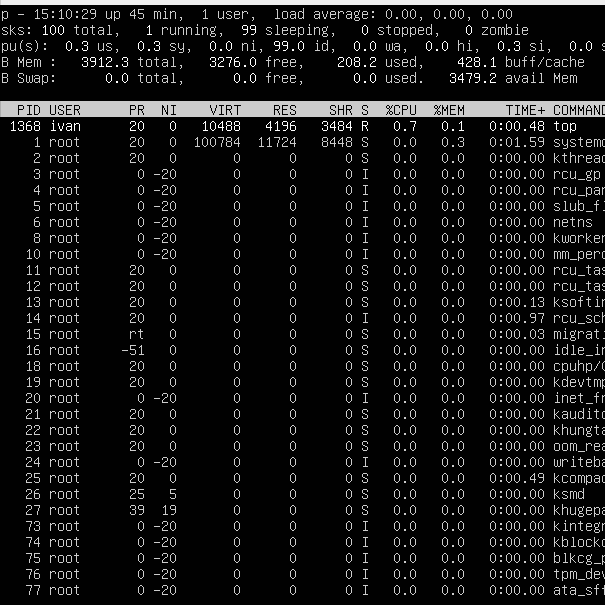 p - 15:10:29 up 45 min,  1 user,  load average: 0.00, 0.00, 0.00
sks: 100 total,   1 running,  99 sleeping,   0 stopped,   0 zombie
pu(s):  0.3 us,  0.3 sy,  0.0 ni, 99.0 id,  0.0 wa,  0.0 hi,  0.3 si,  0.0 s
B Mem :   3912.3 total,   3276.0 free,    208.2 used,    428.1 buff/cache
B Swap:      0.0 total,      0.0 free,      0.0 used.   3479.2 avail Mem
PID USER      PR  NI    VIRT    RES    SHR S  %CPU  %MEM     TIME+ COMMAND
1368 ivan      20   0   10488   4196   3484 R   0.7   0.1   0:00.48 top
1 root      20   0  100784  11724   8448 S   0.0   0.3   0:01.59 systemd
2 root      20   0       0      0      0 S   0.0   0.0   0:00.00 kthread
3 root       0 -20       0      0      0 I   0.0   0.0   0:00.00 rcu_gp
4 root       0 -20       0      0      0 I   0.0   0.0   0:00.00 rcu_par
5 root       0 -20       0      0      0 I   0.0   0.0   0:00.00 slub_fl
6 root       0 -20       0      0      0 I   0.0   0.0   0:00.00 netns
8 root       0 -20       0      0      0 I   0.0   0.0   0:00.00 kworker
10 root       0 -20       0      0      0 I   0.0   0.0   0:00.00 mm_perc
11 root      20   0       0      0      0 S   0.0   0.0   0:00.00 rcu_tas
12 root      20   0       0      0      0 S   0.0   0.0   0:00.00 rcu_tas
13 root      20   0       0      0      0 S   0.0   0.0   0:00.13 ksoftir
14 root      20   0       0      0      0 I   0.0   0.0   0:00.97 rcu_sch
15 root      rt   0       0      0      0 S   0.0   0.0   0:00.03 migrati
16 root     -51   0       0      0      0 S   0.0   0.0   0:00.00 idle_in
18 root      20   0       0      0      0 S   0.0   0.0   0:00.00 cpuhp/0
19 root      20   0       0      0      0 S   0.0   0.0   0:00.00 kdevtmp
20 root       0 -20       0      0      0 I   0.0   0.0   0:00.00 inet_fr
21 root      20   0       0      0      0 S   0.0   0.0   0:00.00 kaudito
22 root      20   0       0      0      0 S   0.0   0.0   0:00.00 khungta
23 root      20   0       0      0      0 S   0.0   0.0   0:00.00 oom_rea
24 root       0 -20       0      0      0 I   0.0   0.0   0:00.00 writeba
25 root      20   0       0      0      0 S   0.0   0.0   0:00.49 kcompac
26 root      25   5       0      0      0 S   0.0   0.0   0:00.00 ksmd
27 root      39  19       0      0      0 S   0.0   0.0   0:00.00 khugepa
73 root       0 -20       0      0      0 I   0.0   0.0   0:00.00 kintegr
74 root       0 -20       0      0      0 I   0.0   0.0   0:00.00 kblockd
75 root       0 -20       0      0      0 I   0.0   0.0   0:00.00 blkcg_p
76 root       0 -20       0      0      0 I   0.0   0.0   0:00.00 tpm_dev
77 root       0 -20       0      0      0 I   0.0   0.0   0:00.00 ata_sff